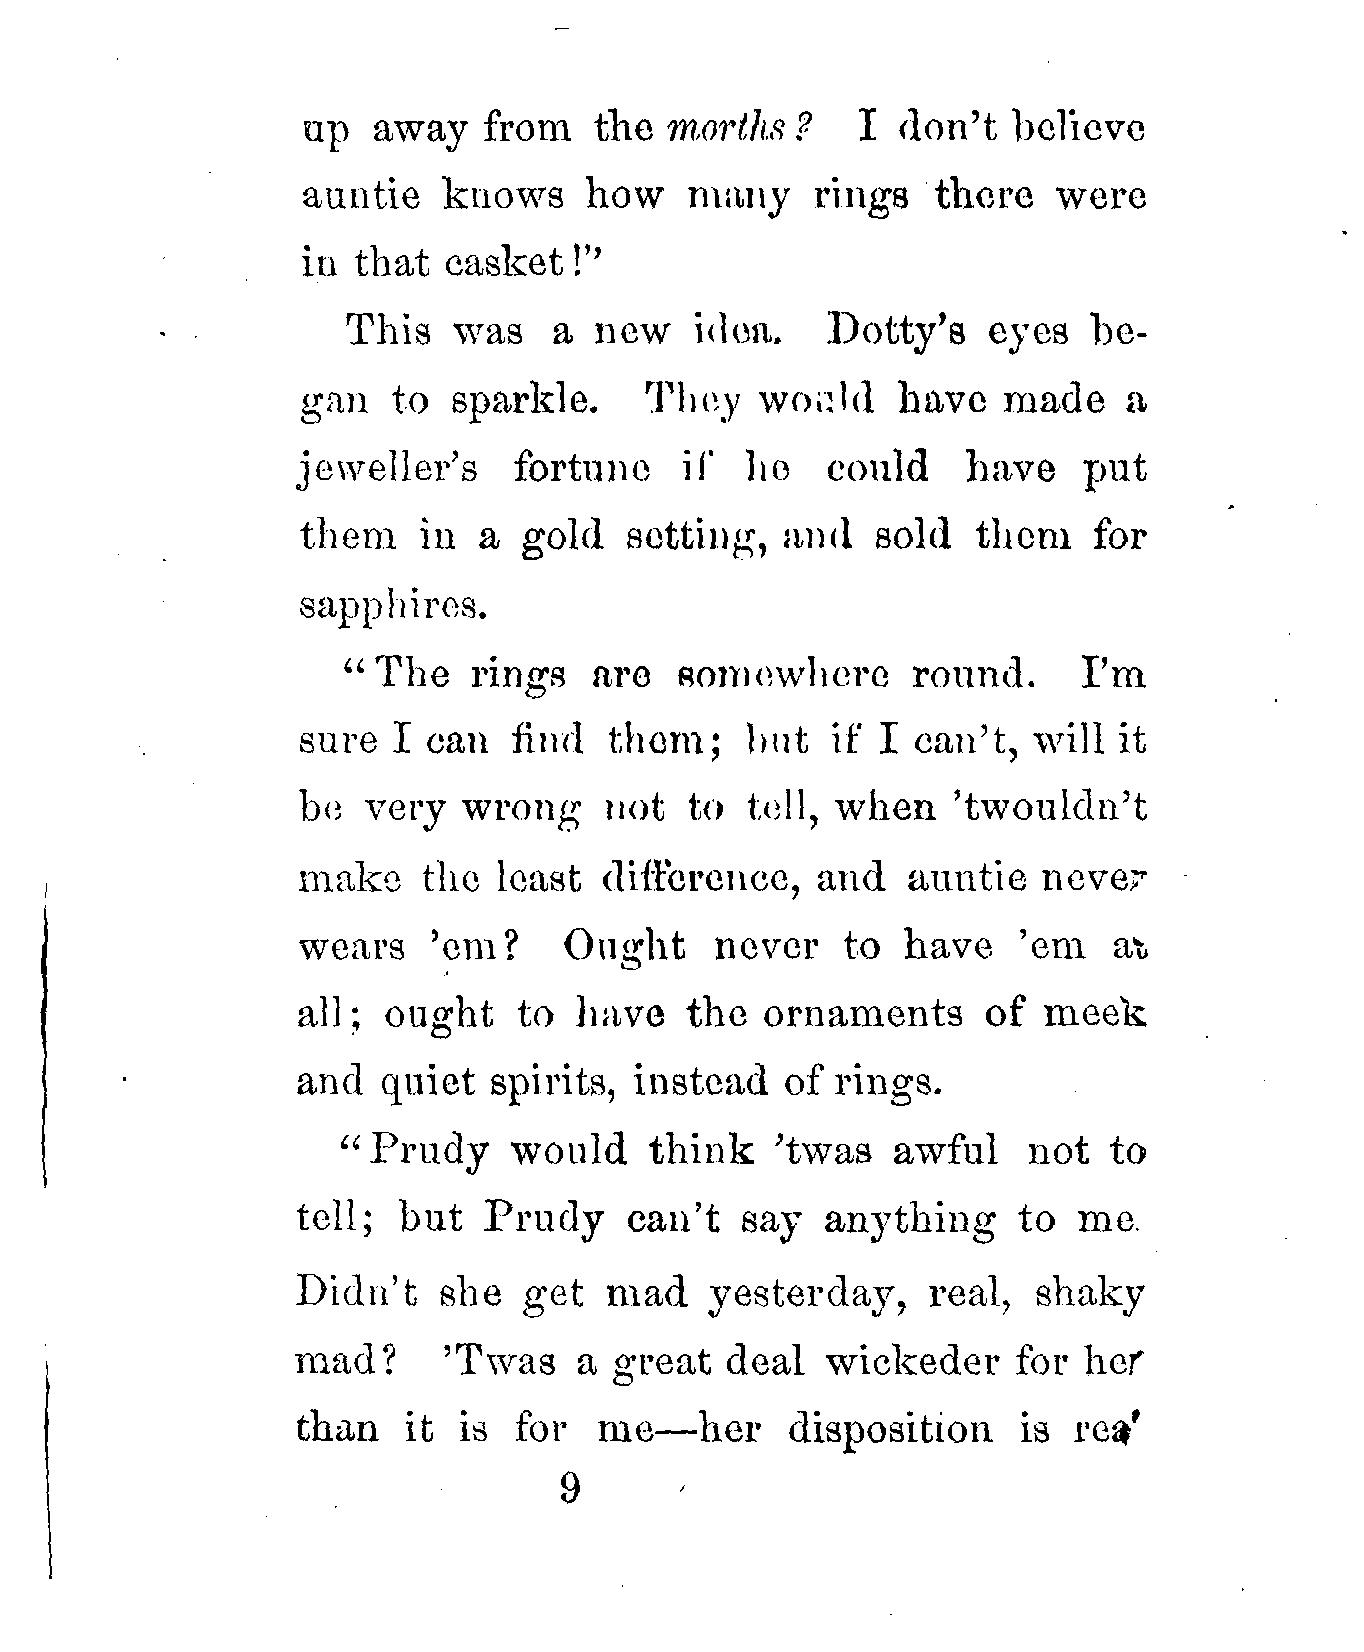 up away from the morths? I don't believe
auntie knows how many rings there were
in that casket!"
This was a new idea. Dotty's eyes be-
gan to sparkle. They would have made a
jeweller's fortune if he could have put
them in a gold setting, and sold them for
sapphires.
"The rings are somewhere round. I'm
sure I can find them; but if I can't, will it
be very wrong not to tell, when 'twouldn't
make the least difference, and auntie never
wears 'em? Ought never to have 'em at
all; ought to have the ornaments of meek
and quiet spirits, instead of rings.
"Prudy would think 'twas awful not to
tell; but Prudy can't say anything to me.
Didn't she get mad yesterday, real, shaky
mad? 'Twas a great deal wickeder for her
than it is for me—her disposition is real
9